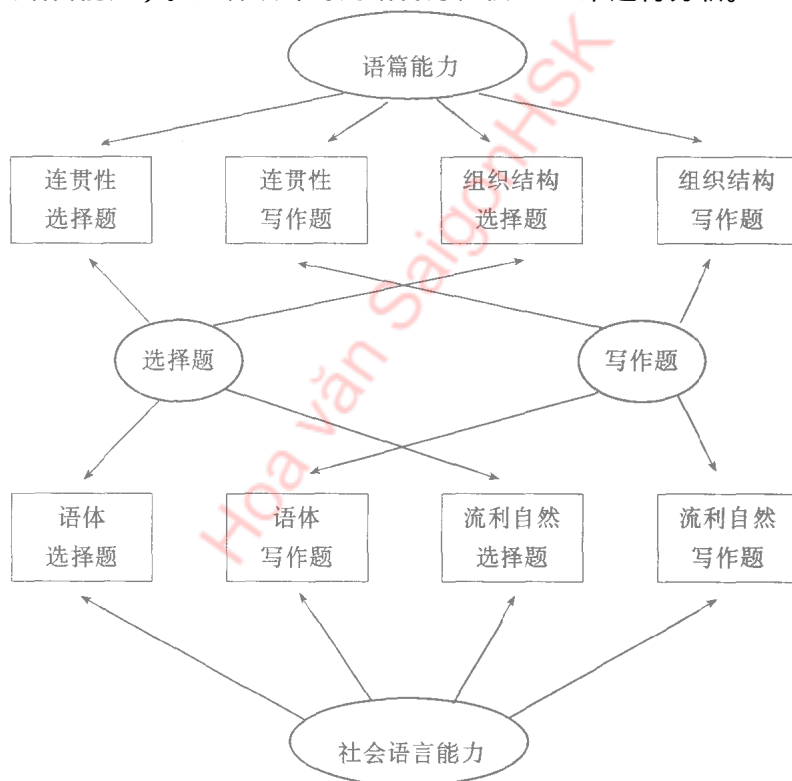 语篇能力
连贯性
选择题
连贯性
写作题
组织结构
选择题
组织结构
写作题
选择题
写作题
语体
选择题
语体
写作题
流利自然
选择题
流利自然
写作题
社会语言能力
Hoa văn SaigonHSK